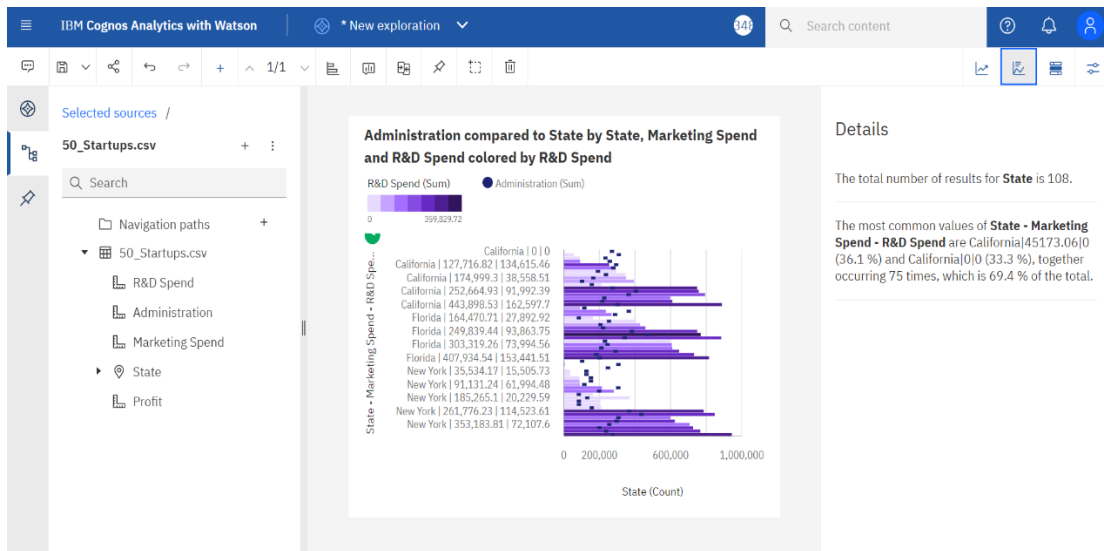 IBM Cognos Analytics with Watson
* New exploration
348
Search content
1/1
Selected sources /
50_Startups.csv
Search
Navigation paths
50_Startups.csv
R&D Spend
Administration
Marketing Spend
State
Profit
Administration compared to State by State, Marketing Spend
and R&D Spend colored by R&D Spend
R&D Spend (Sum)
Administration (Sum)
0
359,829.72
State - Marketing Spend - R&D Spe...
California | 0 | 0
California | 127,716.82 | 134,615.46
California | 174,999.3 | 38,558.51
California | 252,664.93 | 91,992.39
California | 443,898.53 | 162,597.7
Florida | 164,470.71 | 27,892.92
Florida | 249,839.44 | 93,863.75
Florida | 303,319.26 | 73,994.56
Florida | 407,934.54 | 153,441.51
New York | 35,534.17 | 15,505.73
New York | 91,131.24 | 61,994.48
New York | 185,265.1 | 20,229.59
New York | 261,776.23 | 114,523.61
New York | 353,183.81 | 72,107.6
0 200,000 600,000 1,000,000
State (Count)
Details
The total number of results for State is 108.
The most common values of State - Marketing
Spend - R&D Spend are California|45173.06|0
(36.1 %) and California|0|0 (33.3 %), together
occurring 75 times, which is 69.4 % of the total.